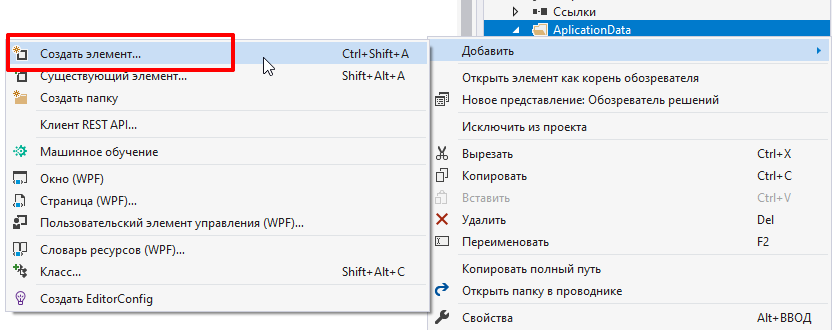 Ссылки
AplicationData
Создать элемент... Ctrl+Shift+A
Существующий элемент... Shift+Alt+A
Создать папку
Клиент REST API...
Машинное обучение
Окно (WPF)
Страница (WPF)...
Пользовательский элемент управления (WPF)...
Словарь ресурсов (WPF)...
Класс... Shift+Alt+C
Создать EditorConfig
Добавить
Открыть элемент как корень обозревателя
Новое представление: Обозреватель решений
Исключить из проекта
Вырезать Ctrl+X
Копировать Ctrl+C
Вставить Ctrl+V
Удалить Del
Переименовать F2
Копировать полный путь
Открыть папку в проводнике
Свойства Alt+ВВОД